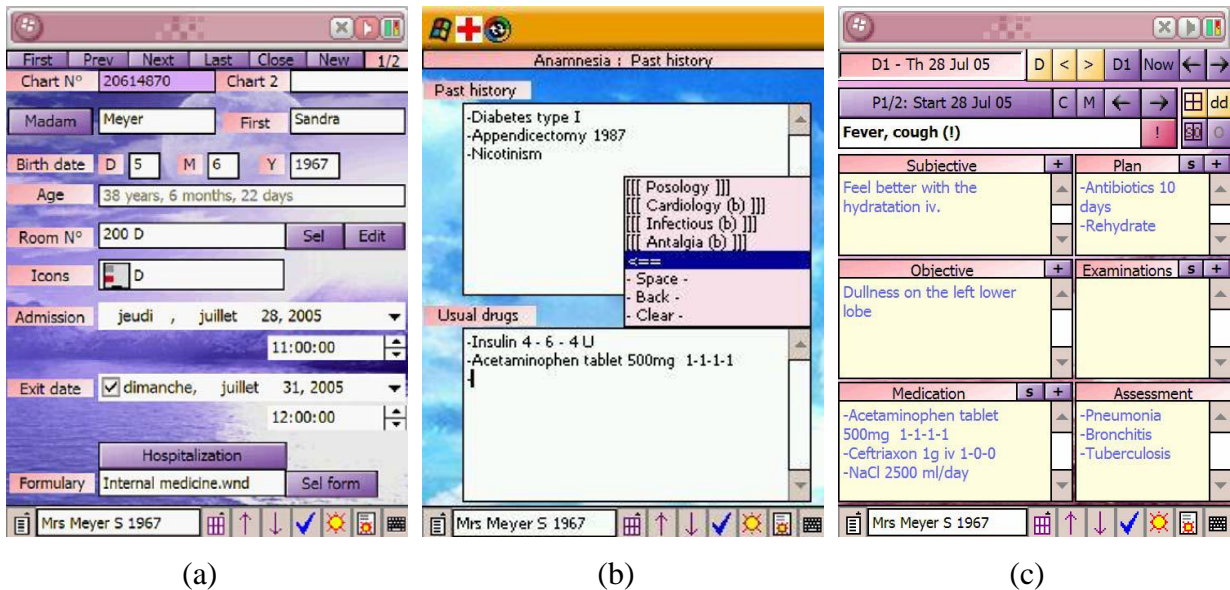 First Prev Next Last Close New 1/2
Chart N° 20614870 Chart 2
Madam Meyer First Sandra
Birth date D 5 M 6 Y 1967
Age 38 years, 6 months, 22 days
Room N° 200 D Sel Edit
Icons D
Admission jeudi , juillet 28, 2005
11:00:00
Exit date dimanche, juillet 31, 2005
12:00:00
Hospitalization
Formulary Internal medicine.wnd Sel form
Mrs Meyer S 1967
(a)
Anamnesia : Past history
Past history
-Diabetes type I
-Appendicectomy 1987
-Nicotinism
[[[ Posology ]]]
[[[ Cardiology (b) ]]]
[[[ Infectious (b) ]]]
[[[ Antalgia (b) ]]]
<==
- Space -
- Back -
- Clear -
Usual drugs
-Insulin 4 - 6 - 4 U
-Acetaminophen tablet 500mg 1-1-1-1
-
Mrs Meyer S 1967
(b)
D1 - Th 28 Jul 05 D < > D1 Now ← →
P1/2: Start 28 Jul 05 C M ← → dd
Fever, cough (!) ! SO O
Subjective + Plan s +
Feel better with the
hydratation iv.
-Antibiotics 10
days
-Rehydrate
Objective + Examinations s +
Dullness on the left lower
lobe
Medication s + Assessment
-Acetaminophen tablet
500mg 1-1-1-1
-Ceftriaxon 1g iv 1-0-0
-NaCl 2500 ml/day
-Pneumonia
-Bronchitis
-Tuberculosis
Mrs Meyer S 1967
(c)